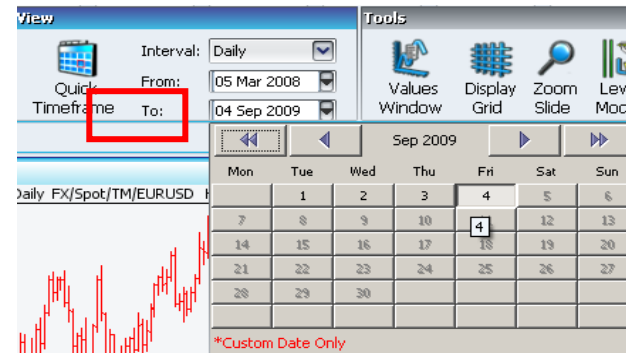 View
Tools
Interval: Daily
Quick Timeframe
From: 05 Mar 2008
To: 04 Sep 2009
Values Window
Display Grid
Zoom Slide
Sep 2009
Mon Tue Wed Thu Fri Sat Sun
1 2 3 4 5 6
7 8 9 10 12 13
4
14 15 16 17 18 19 20
21 22 23 24 25 26 27
28 29 30
Daily FX/Spot/TM/EURUSD
*Custom Date Only